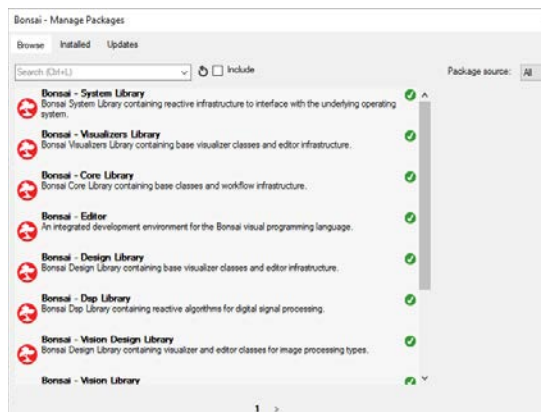 Bonsai - Manage Packages
Browse Installed Updates
Search (Ctrl+L) Include Package source: All
Bonsai - System Library
Bonsai System Library containing reactive infrastructure to interface with the underlying operating
system.
Bonsai - Visualizers Library
Bonsai Visualizers Library containing base visualizer classes and editor infrastructure.
Bonsai - Core Library
Bonsai Core Library containing base classes and workflow infrastructure.
Bonsai - Editor
An integrated development environment for the Bonsai visual programming language.
Bonsai - Design Library
Bonsai Design Library containing base visualizer classes and editor infrastructure.
Bonsai - Dsp Library
Bonsai Dsp Library containing reactive algorithms for digital signal processing.
Bonsai - Vision Design Library
Bonsai Design Library containing visualizer and editor classes for image processing types.
Bonsai - Vision Library
1 >